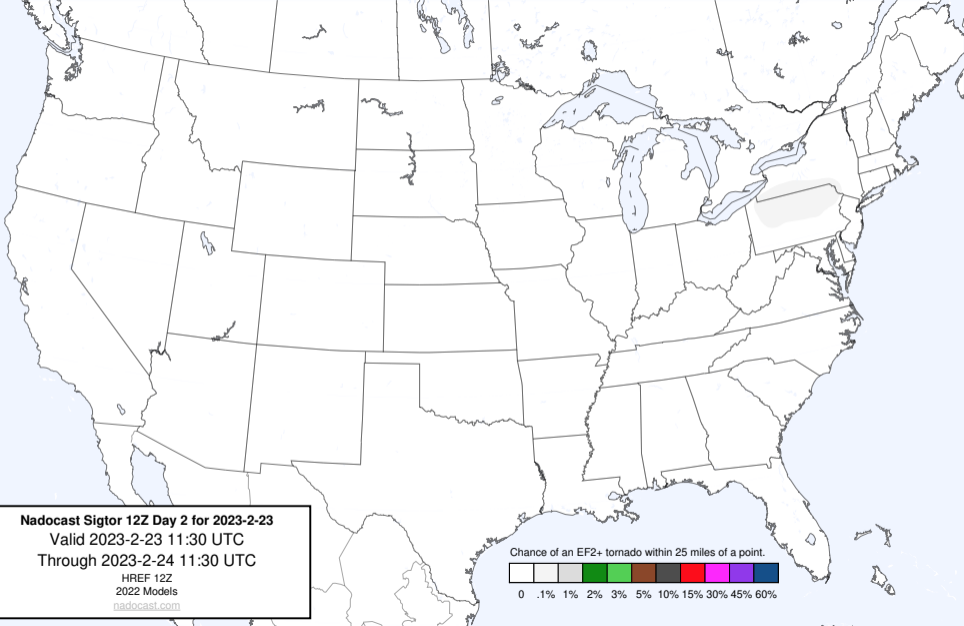 Nadocast Sigtor 12Z Day 2 for 2023-2-23
Valid 2023-2-23 11:30 UTC
Through 2023-2-24 11:30 UTC
HREF 12Z
2022 Models
nadocast.com
Chance of an EF2+ tornado within 25 miles of a point.
0 .1% 1% 2% 3% 5% 10% 15% 30% 45% 60%